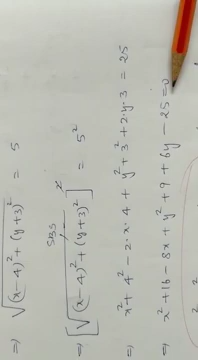 ⇒ √(x-4)² + (y+3)² = 5
⇒ [√(x-4)² + (y+3)²]² = 5²
⇒ x² + 4² - 2·x·4 + y² + 3² + 2·y·3 = 25
⇒ x² + 16 - 8x + y² + 9 + 6y - 25 = 0